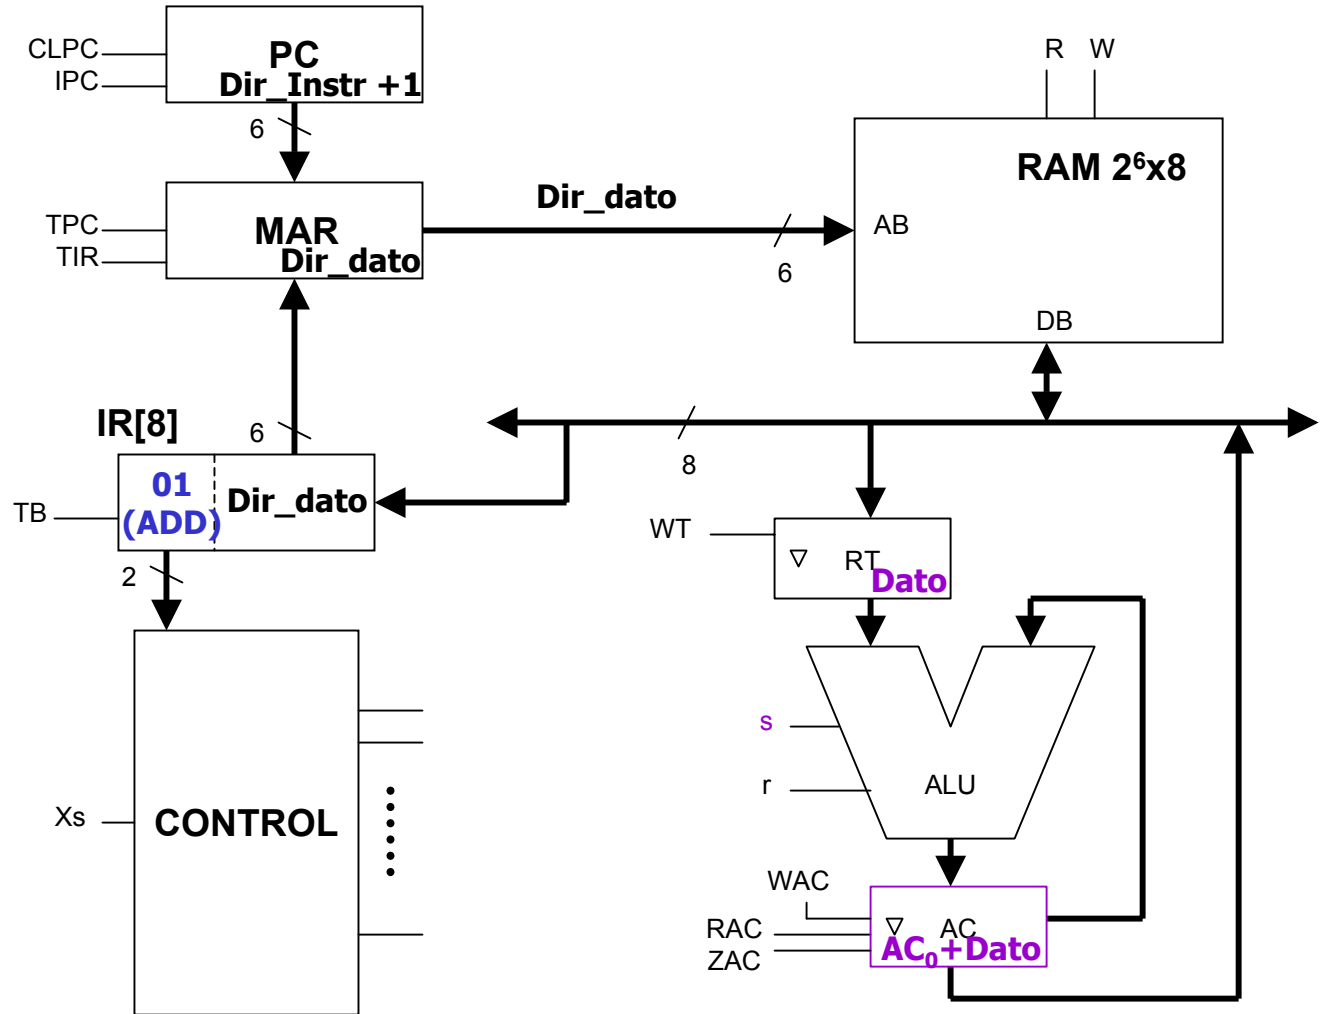 CLPC
IPC
PC
Dir_Instr +1
6
R W
RAM 2⁶x8
AB
DB
TPC
TIR
MAR
Dir_dato
Dir_dato
6
IR[8]
6
01
(ADD)
Dir_dato
TB
2
8
WT
RT
Dato
CONTROL
Xs
s
r
ALU
WAC
RAC
ZAC
AC
AC₀+Dato